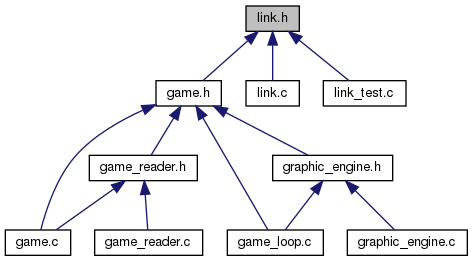 link.h
game.h
link.c
link_test.c
game_reader.h
graphic_engine.h
game.c
game_reader.c
game_loop.c
graphic_engine.c